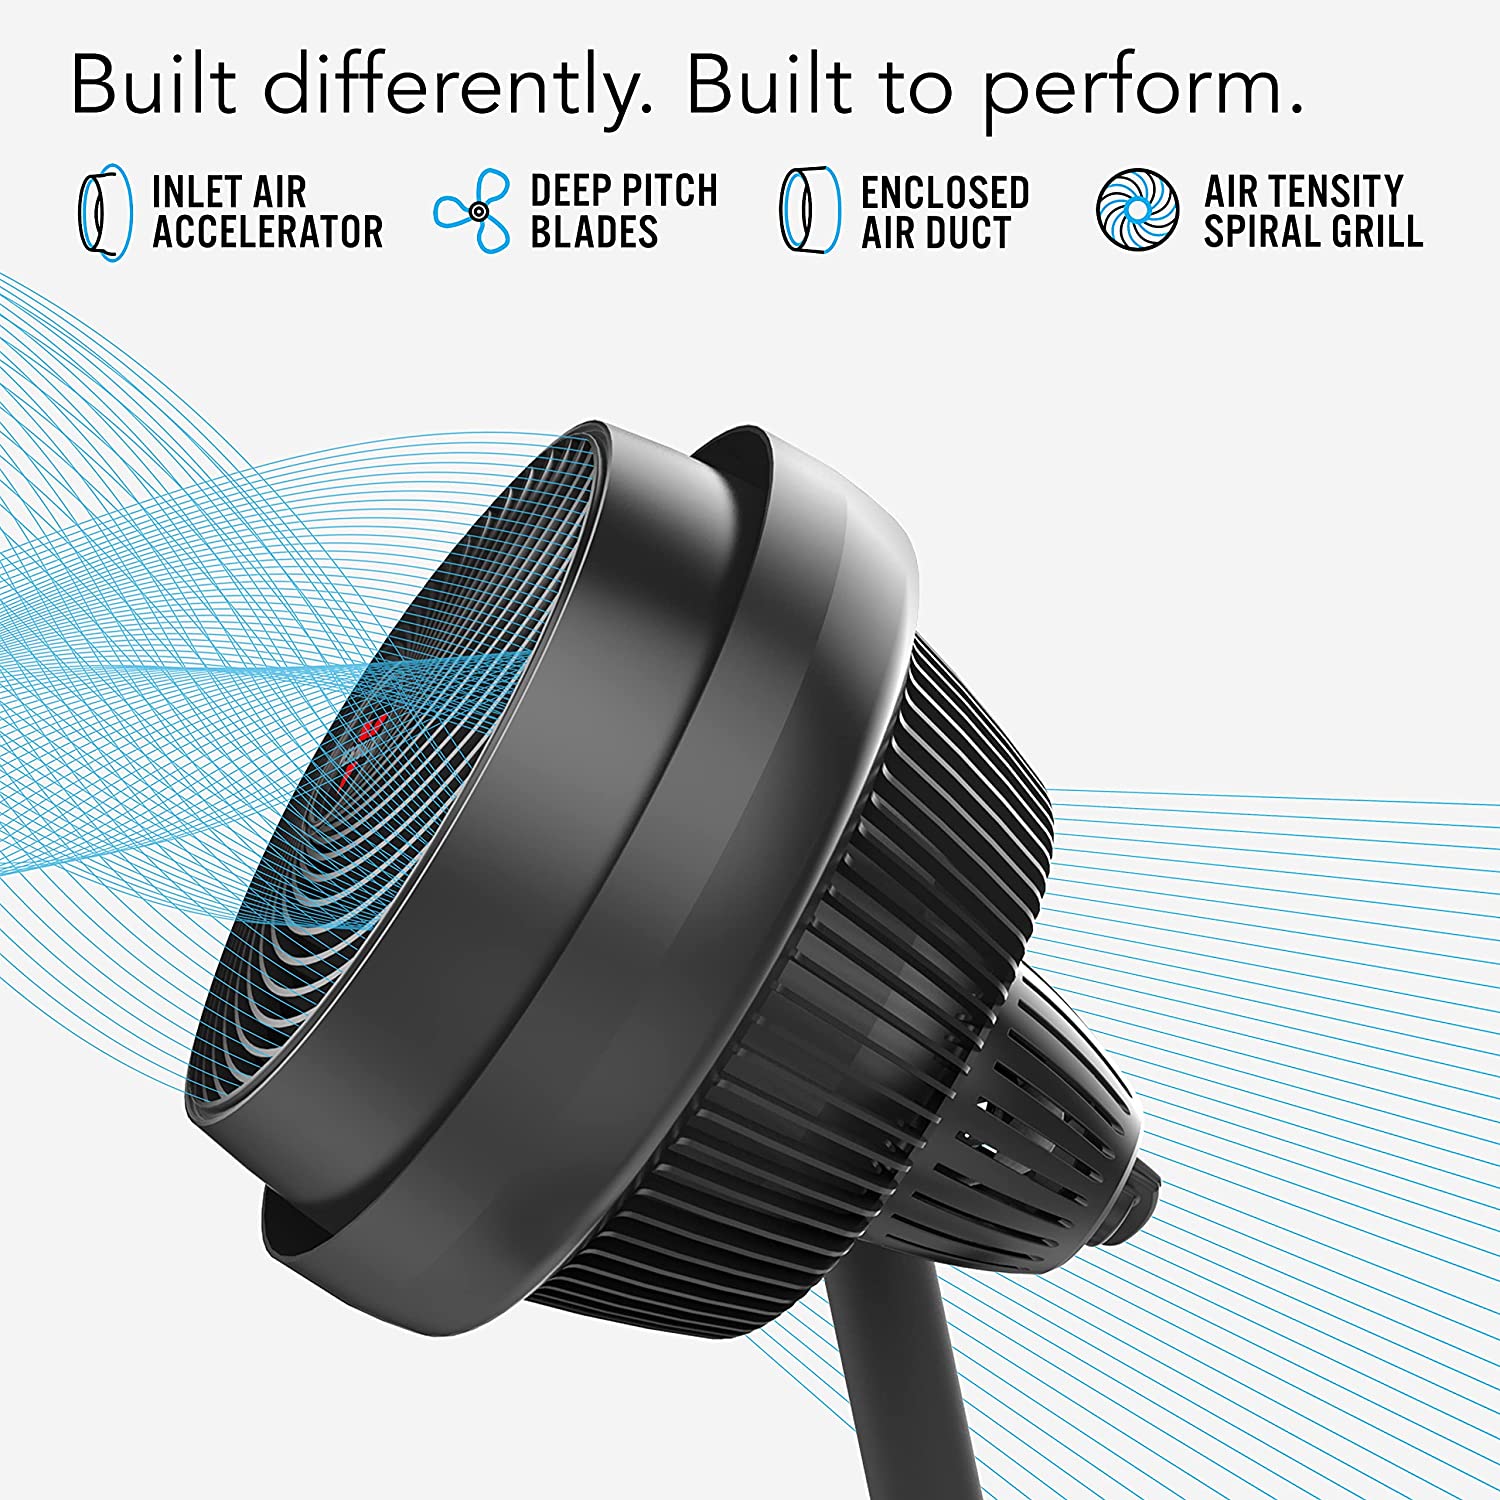 Built differently. Built to perform.
INLET AIR
ACCELERATOR
DEEP PITCH
BLADES
ENCLOSED
AIR DUCT
AIR TENSITY
SPIRAL GRILL